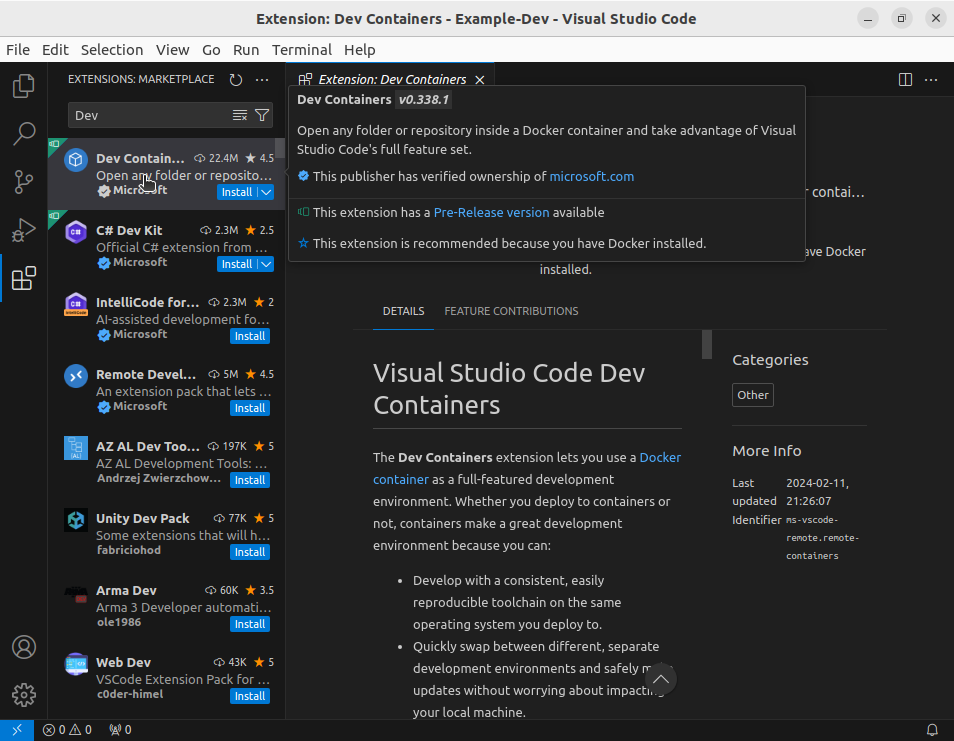 Extension: Dev Containers - Example-Dev - Visual Studio Code
File Edit Selection View Go Run Terminal Help
EXTENSIONS: MARKETPLACE
Dev
Dev Contain... 22.4M 4.5
Open any folder or reposito...
Microsoft Install
C# Dev Kit 2.3M 2.5
Official C# extension from ...
Microsoft Install
IntelliCode for... 2.3M 2
AI-assisted development fo...
Microsoft Install
Remote Devel... 5M 4.5
An extension pack that lets ...
Microsoft Install
AZ AL Dev Too... 197K 5
AZ AL Development Tools: ...
Andrzej Zwierzchow... Install
Unity Dev Pack 77K 5
Some extensions that will h...
fabriciohod Install
Arma Dev 60K 3.5
Arma 3 Developer automati...
ole1986 Install
Web Dev 43K 5
VSCode Extension Pack for ...
c0der-himel Install
Extension: Dev Containers
Dev Containers v0.338.1
Open any folder or repository inside a Docker container and take advantage of Visual
Studio Code's full feature set.
This publisher has verified ownership of microsoft.com
This extension has a Pre-Release version available
This extension is recommended because you have Docker installed.
r contai...
ave Docker
installed.
DETAILS FEATURE CONTRIBUTIONS
Visual Studio Code Dev
Containers
The Dev Containers extension lets you use a Docker
container as a full-featured development
environment. Whether you deploy to containers or
not, containers make a great development
environment because you can:
• Develop with a consistent, easily
reproducible toolchain on the same
operating system you deploy to.
• Quickly swap between different, separate
development environments and safely make
updates without worrying about impacting
your local machine.
Categories
Other
More Info
Last updated 2024-02-11, 21:26:07
Identifier ms-vscode-
remote.remote-
containers
0 0 0